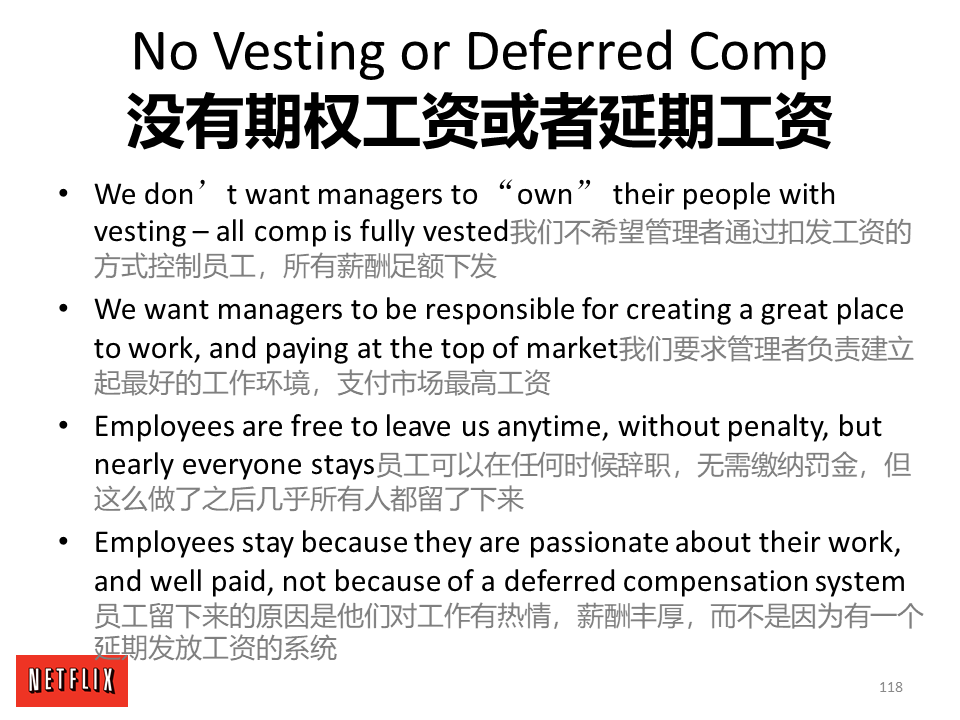 No Vesting or Deferred Comp
没有期权工资或者延期工资
• We don’t want managers to “own” their people with
vesting – all comp is fully vested我们不希望管理者通过扣发工资的
方式控制员工，所有薪酬足额下发
• We want managers to be responsible for creating a great place
to work, and paying at the top of market我们要求管理者负责建立
起最好的工作环境，支付市场最高工资
• Employees are free to leave us anytime, without penalty, but
nearly everyone stays员工可以在任何时候辞职，无需缴纳罚金，但
这么做了之后几乎所有人都留了下来
• Employees stay because they are passionate about their work,
and well paid, not because of a deferred compensation system
员工留下来的原因是他们对工作有热情，薪酬丰厚，而不是因为有一个
延期发放工资的系统
NETFLIX
118